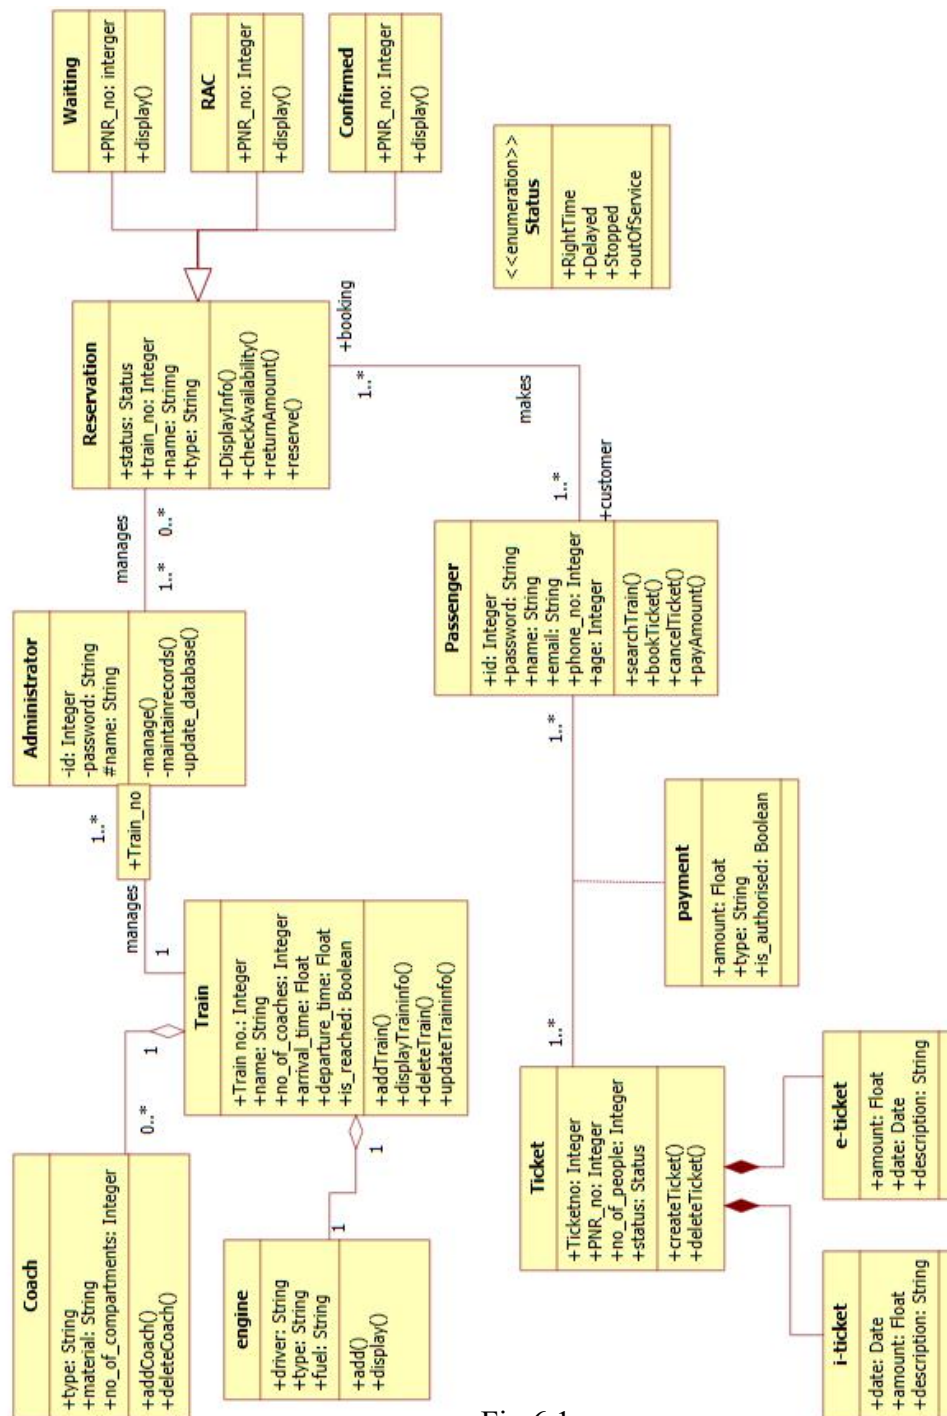 Coach
+type: String
+material: String
+no_of_compartments: Integer
+addCoach()
+deleteCoach()
0..*
1
engine
+driver: String
+type: String
+fuel: String
+add()
+display()
1
1
Train
+Train no.: Integer
+name: String
+no_of_coaches: Integer
+arrival_time: Float
+departure_time: Float
+is_reached: Boolean
+addTrain()
+displayTraininfo()
+deleteTrain()
+updateTraininfo()
manages
1
1..*
+Train_no
Administrator
-id: Integer
-password: String
#name: String
-manage()
-maintainrecords()
-update_database()
manages
1..*
0..*
Reservation
+status: Status
+train_no: Integer
+name: Strimg
+type: String
+DisplayInfo()
+checkAvailability()
+returnAmount()
+reserve()
Waiting
+PNR_no: interger
+display()
RAC
+PNR_no: Integer
+display()
Confirmed
+PNR_no: Integer
+display()
<<enumeration>>
Status
+RightTime
+Delayed
+Stopped
+outOfService
+booking
1..*
makes
1..*
+customer
Passenger
+id: Integer
+password: String
+name: String
+email: String
+phone_no: Integer
+age: Integer
+searchTrain()
+bookTicket()
+cancelTicket()
+payAmount()
1..*
payment
+amount: Float
+type: String
+is_authorised: Boolean
1..*
Ticket
+Ticketno: Integer
+PNR_no: Integer
+no_of_people: Integer
+status: Status
+createTicket()
+deleteTicket()
i-ticket
+date: Date
+amount: Float
+description: String
e-ticket
+amount: Float
+date: Date
+description: String